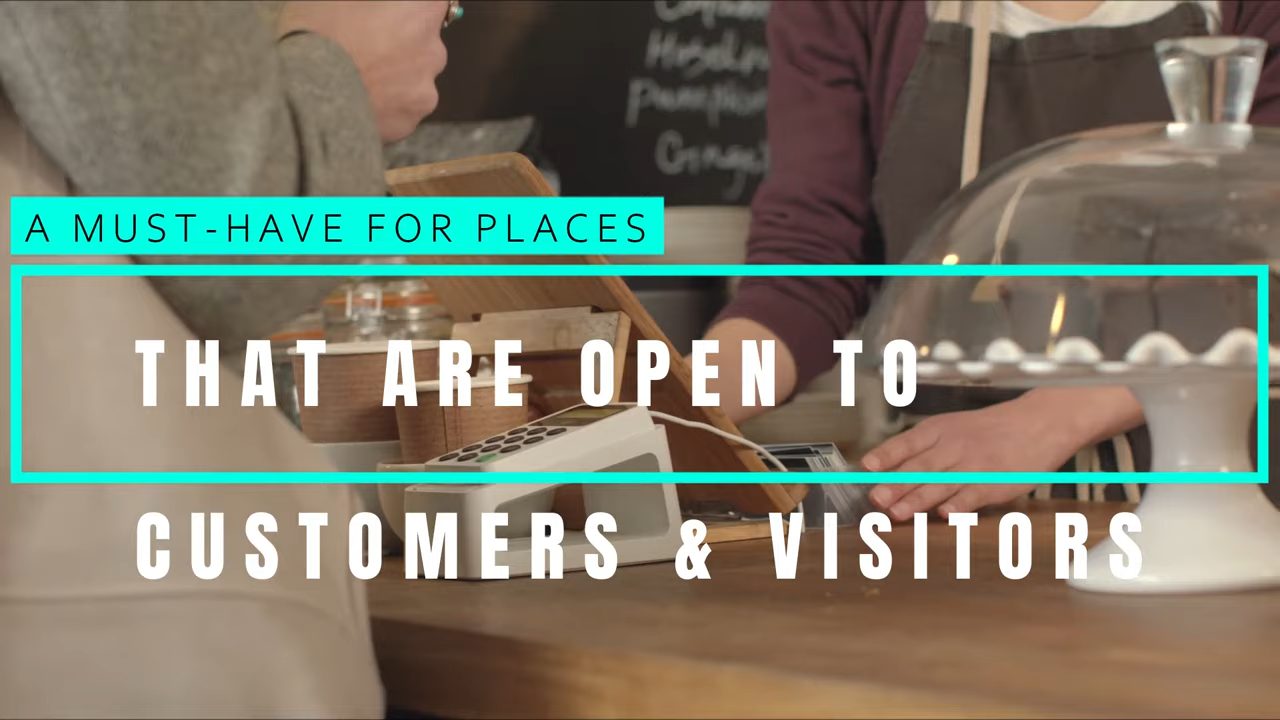 A MUST-HAVE FOR PLACES
THAT ARE OPEN TO
CUSTOMERS & VISITORS